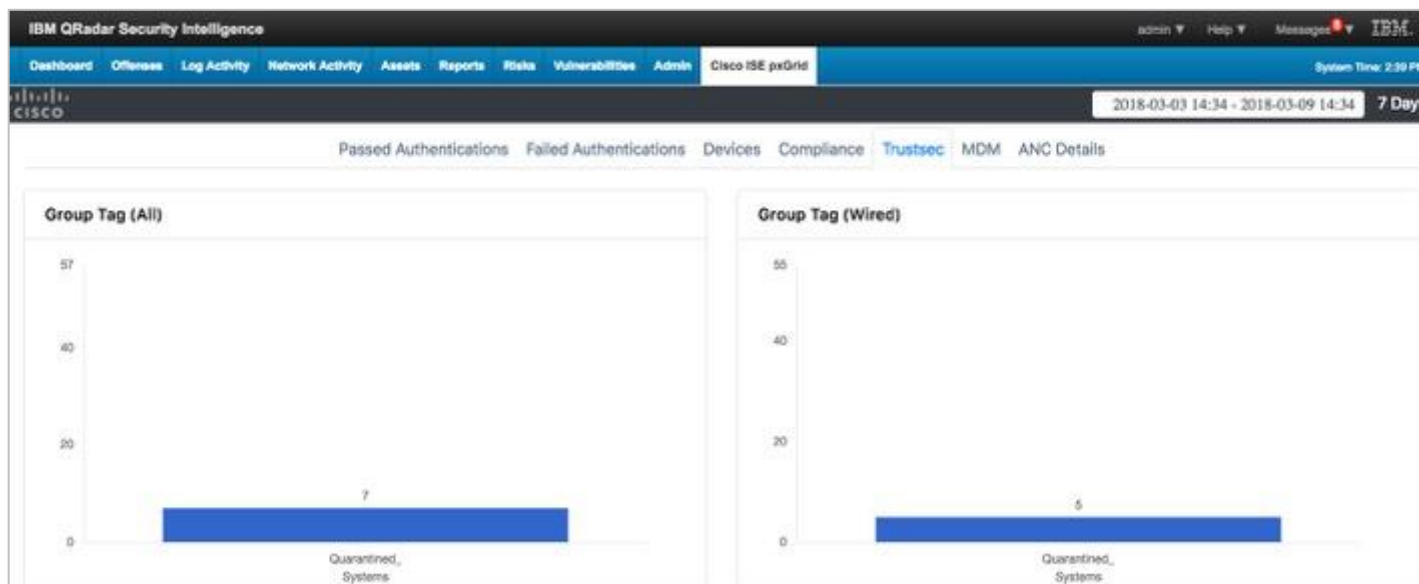 IBM QRadar Security Intelligence admin ▼ Help ▼ Messages ▼ IBM.
Dashboard Offenses Log Activity Network Activity Assets Reports Risks Vulnerabilities Admin Cisco ISE pxGrid System Time: 2:39 P
CISCO 2018-03-03 14:34 - 2018-03-09 14:34 7 Day
Passed Authentications Failed Authentications Devices Compliance Trustsec MDM ANC Details
Group Tag (All)
57
40
20
0
7
Quarantined_
Systems
Group Tag (Wired)
55
40
20
0
5
Quarantined_
Systems